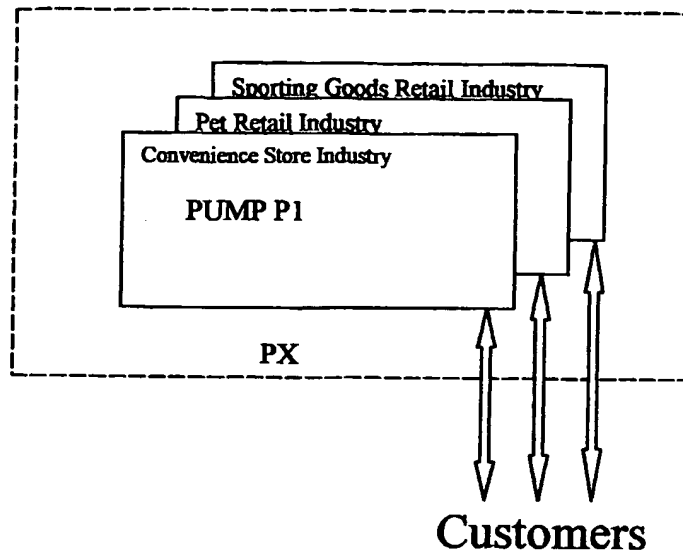 Sporting Goods Retail Industry
Pet Retail Industry
Convenience Store Industry
PUMP P1
PX
Customers